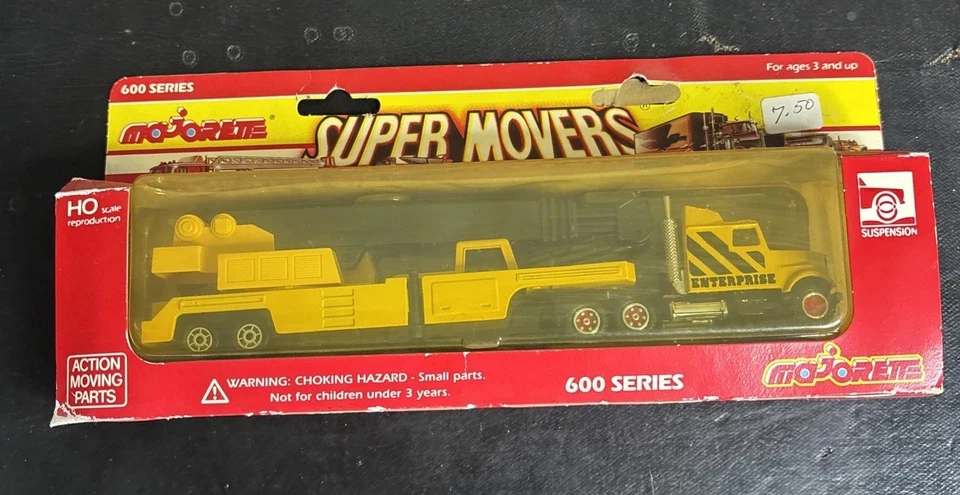 600 SERIES
For ages 3 and up
MAJORETTE®
SUPER MOVERS
7.50
HO scale
reproduction
SUSPENSION
ENTERPRISE
ACTION
MOVING
PARTS
WARNING: CHOKING HAZARD - Small parts.
Not for children under 3 years.
600 SERIES
MAJORETTE